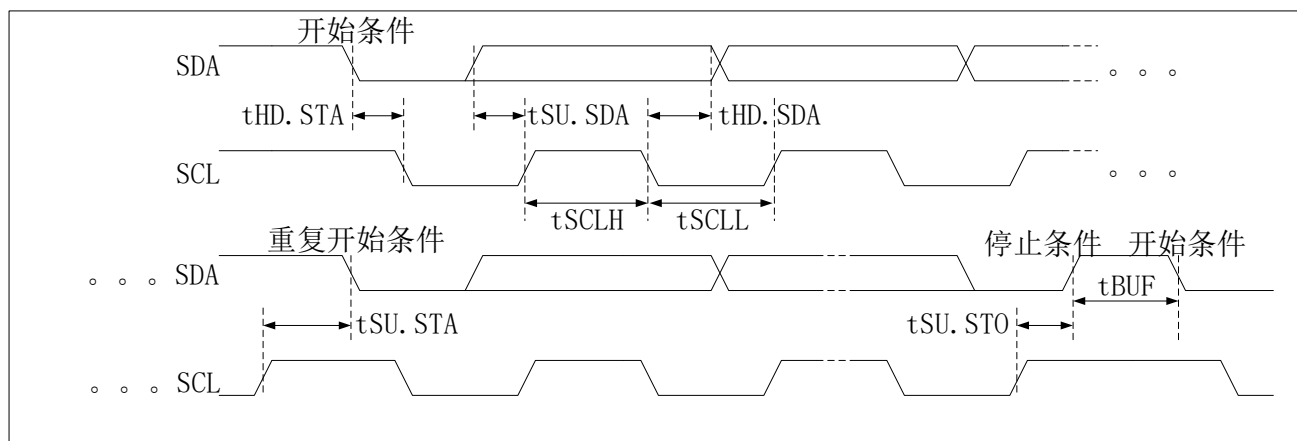 开始条件
SDA
。。。
tHD.STA
tSU.SDA
tHD.SDA
SCL
。。。
tSCLH
tSCLL
重复开始条件
停止条件
开始条件
。。。SDA
tBUF
tSU.STA
tSU.STO
。。。SCL